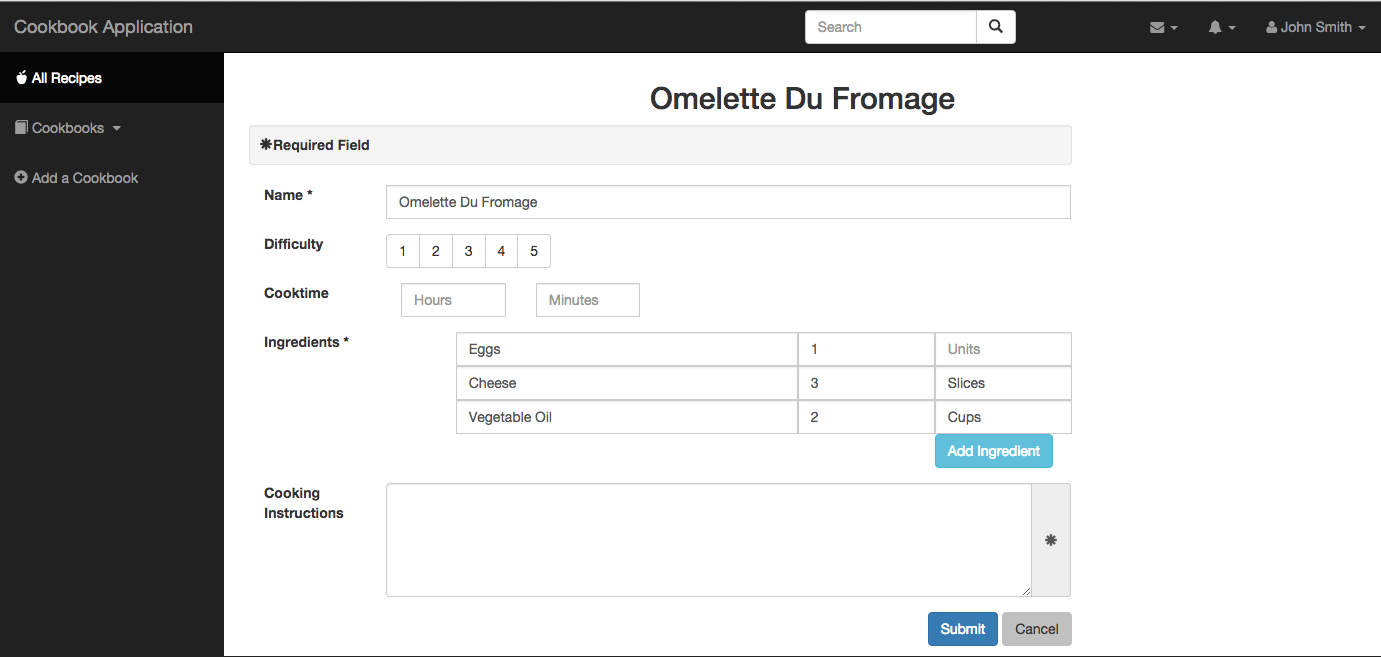 Cookbook Application
Search
John Smith
All Recipes
Cookbooks
Add a Cookbook
Omelette Du Fromage
✱Required Field
Name *
Omelette Du Fromage
Difficulty
1 2 3 4 5
Cooktime
Hours Minutes
Ingredients *
Eggs 1 Units
Cheese 3 Slices
Vegetable Oil 2 Cups
Add Ingredient
Cooking
Instructions
✱
Submit Cancel